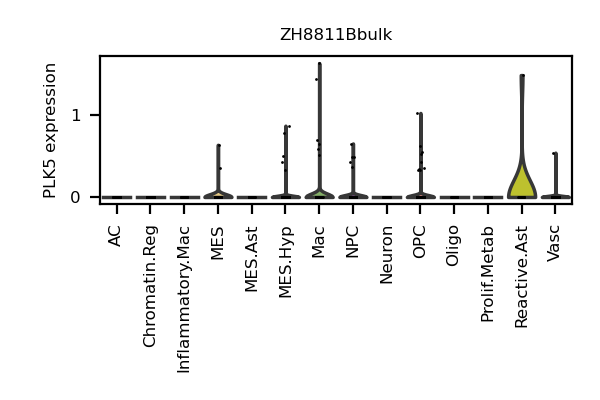 ZH8811Bbulk
PLK5 expression
1
0
AC
Chromatin.Reg
Inflammatory.Mac
MES
MES.Ast
MES.Hyp
Mac
NPC
Neuron
OPC
Oligo
Prolif.Metab
Reactive.Ast
Vasc